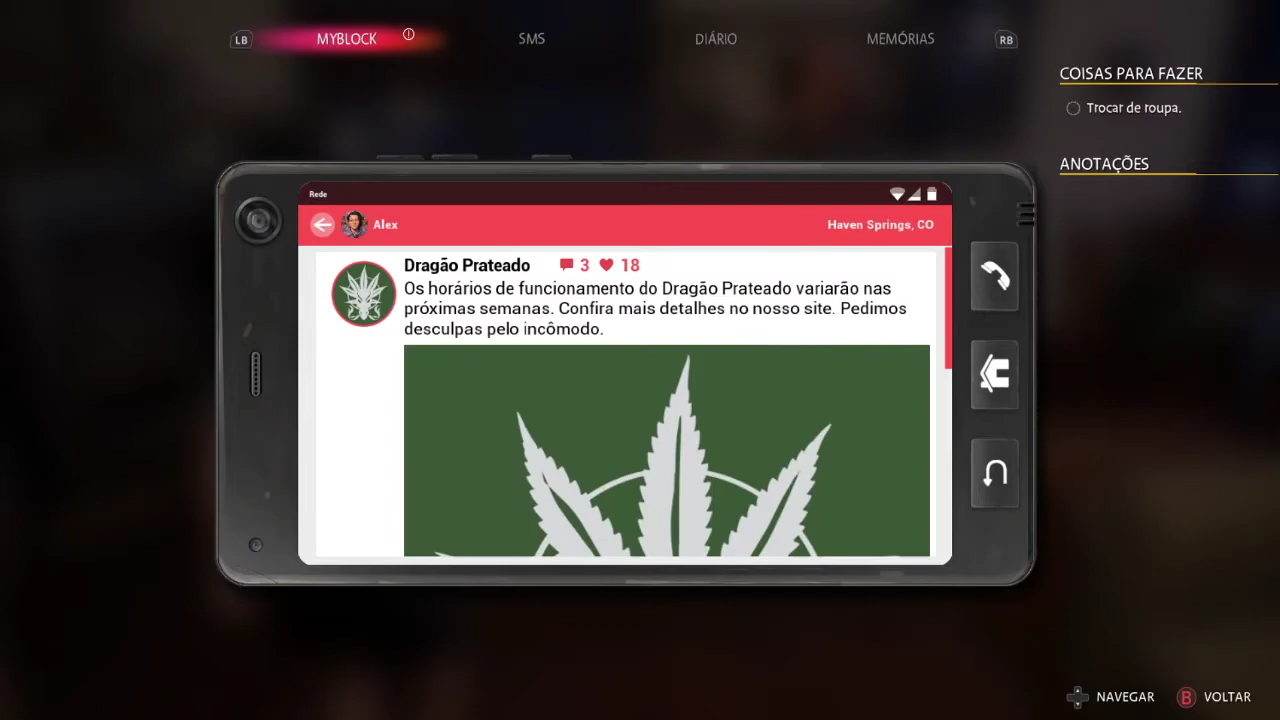 LB
MYBLOCK
SMS
DIÁRIO
MEMÓRIAS
RB
COISAS PARA FAZER
Trocar de roupa.
ANOTAÇÕES
Rede
Alex
Haven Springs, CO
Dragão Prateado 3 18
Os horários de funcionamento do Dragão Prateado variarão nas
próximas semanas. Confira mais detalhes no nosso site. Pedimos
desculpas pelo incômodo.
NAVEGAR
B VOLTAR